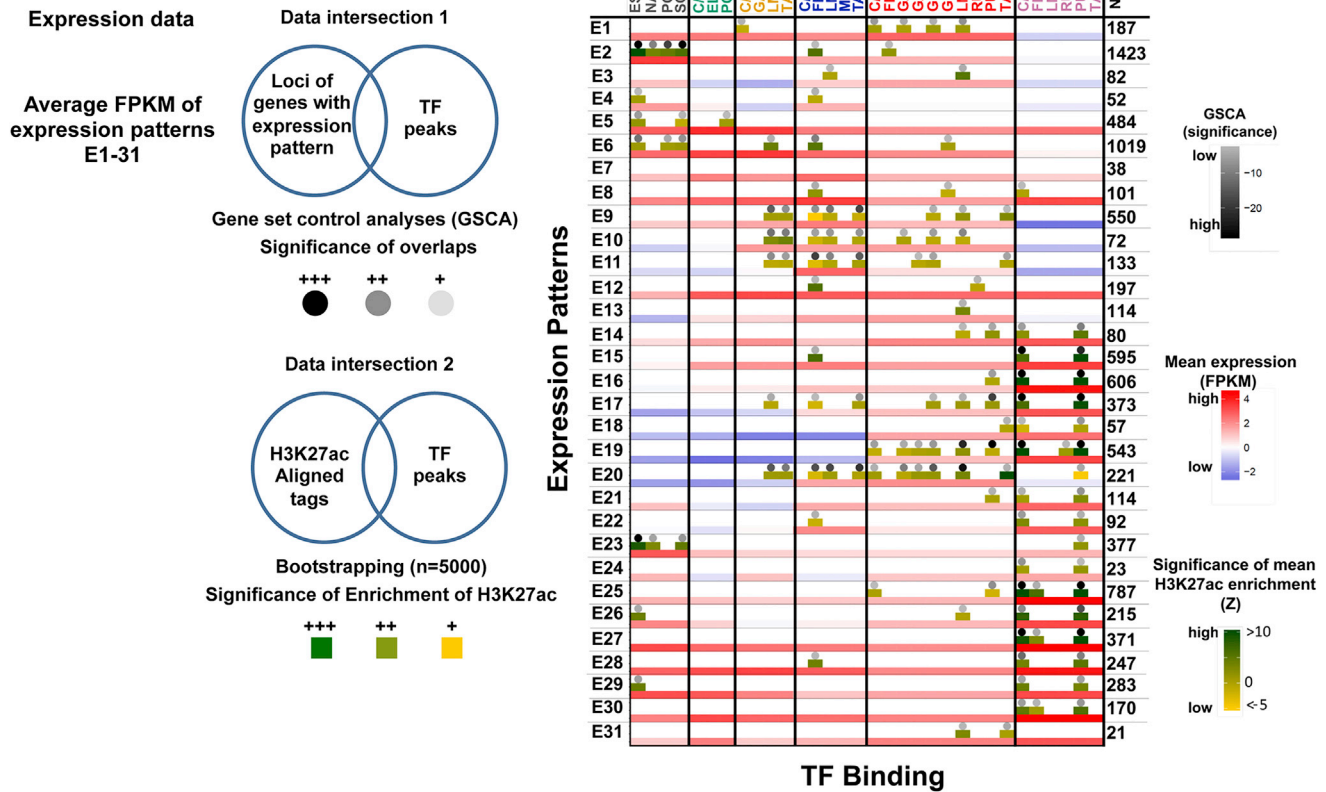 Expression data
Average FPKM of
expression patterns
E1-31
Data intersection 1
Loci of
genes with
expression
pattern
TF
peaks
Gene set control analyses (GSCA)
Significance of overlaps
+++
++
+
Data intersection 2
H3K27ac
Aligned
tags
TF
peaks
Bootstrapping (n=5000)
Significance of Enrichment of H3K27ac
+++
++
+
Expression Patterns
E1 187
E2 1423
E3 82
E4 52
E5 484
E6 1019
E7 38
E8 101
E9 550
E10 72
E11 133
E12 197
E13 114
E14 80
E15 595
E16 606
E17 373
E18 57
E19 543
E20 221
E21 114
E22 92
E23 377
E24 23
E25 787
E26 215
E27 371
E28 247
E29 283
E30 170
E31 21
TF Binding
GSCA
(significance)
low
-10
-20
high
Mean expression
(FPKM)
high
4
2
0
-2
low
Significance of mean
H3K27ac enrichment
(Z)
high >10
0
low <-5